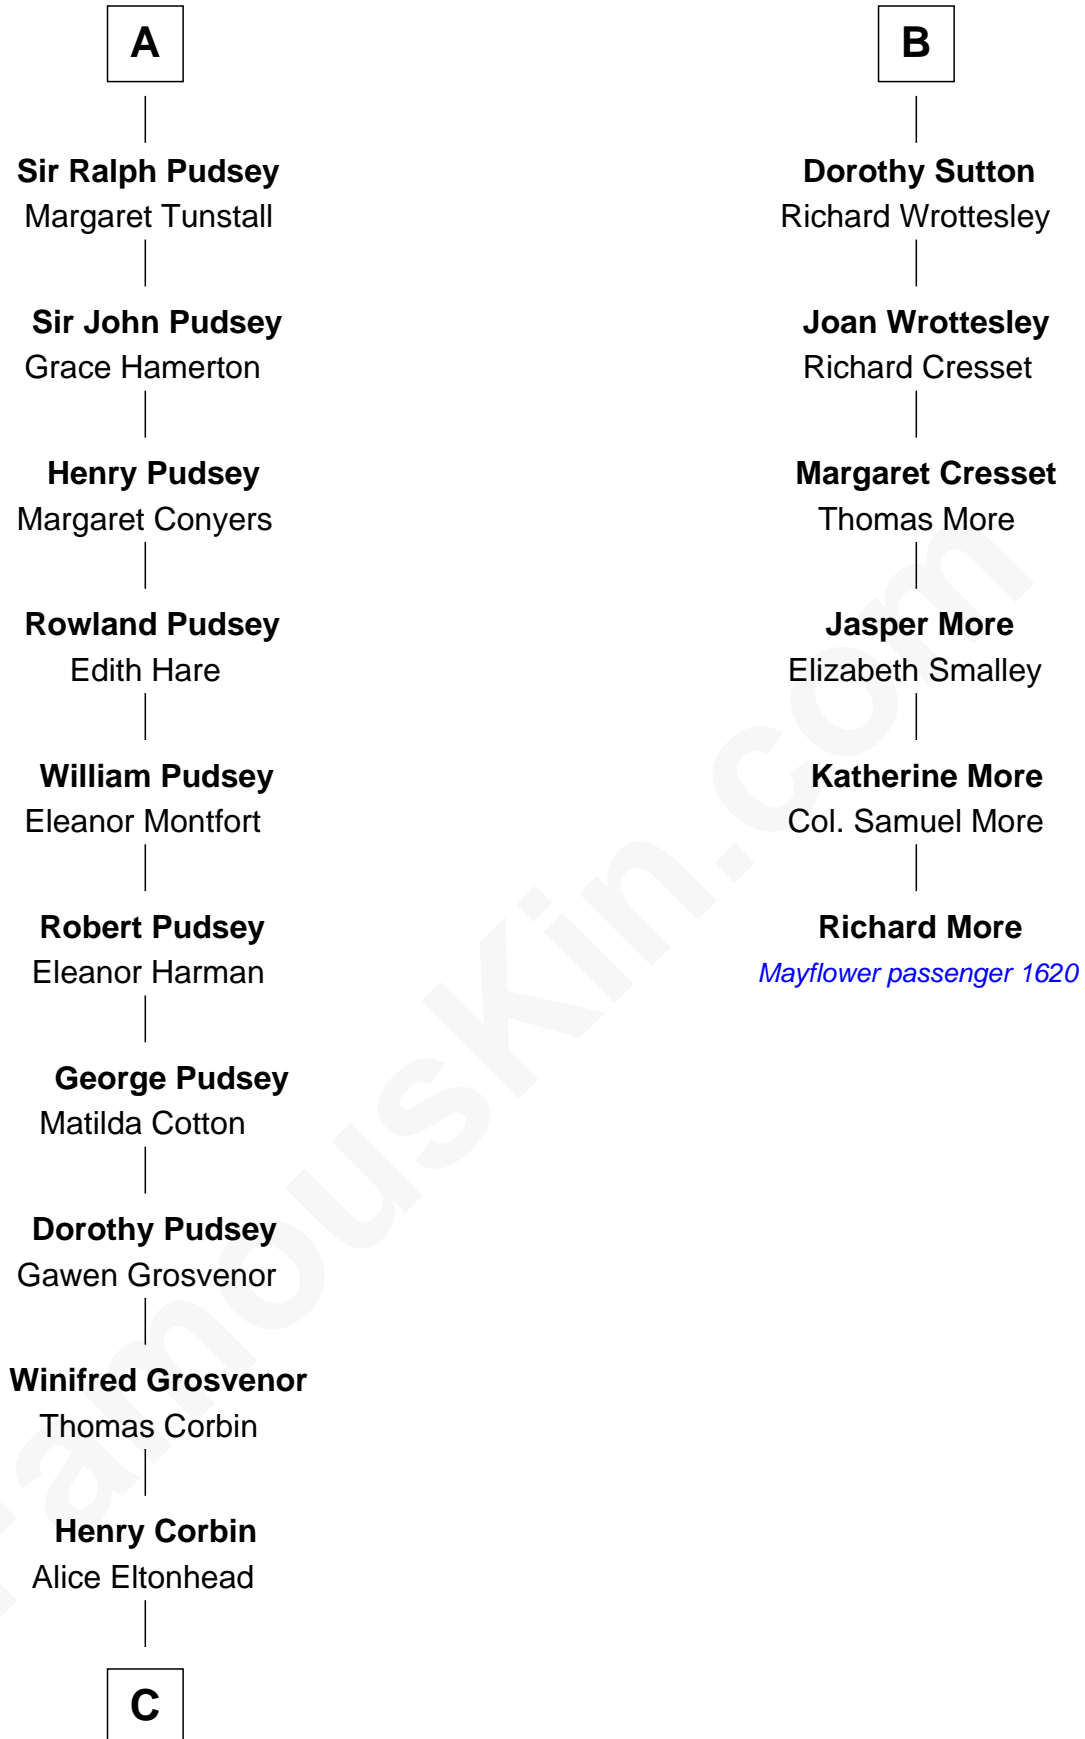 A
Sir Ralph Pudsey
Margaret Tunstall
Sir John Pudsey
Grace Hamerton
Henry Pudsey
Margaret Conyers
Rowland Pudsey
Edith Hare
William Pudsey
Eleanor Montfort
Robert Pudsey
Eleanor Harman
George Pudsey
Matilda Cotton
Dorothy Pudsey
Gawen Grosvenor
Winifred Grosvenor
Thomas Corbin
Henry Corbin
Alice Eltonhead
C
B
Dorothy Sutton
Richard Wrottesley
Joan Wrottesley
Richard Cresset
Margaret Cresset
Thomas More
Jasper More
Elizabeth Smalley
Katherine More
Col. Samuel More
Richard More
Mayflower passenger 1620
FamousKin.com